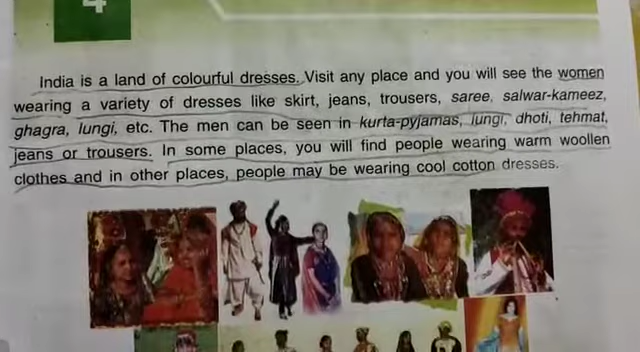 4
India is a land of colourful dresses. Visit any place and you will see the women
wearing a variety of dresses like skirt, jeans, trousers, saree, salwar-kameez,
ghagra, lungi, etc. The men can be seen in kurta-pyjamas, lungi, dhoti, tehmat,
jeans or trousers. In some places, you will find people wearing warm woollen
clothes and in other places, people may be wearing cool cotton dresses.